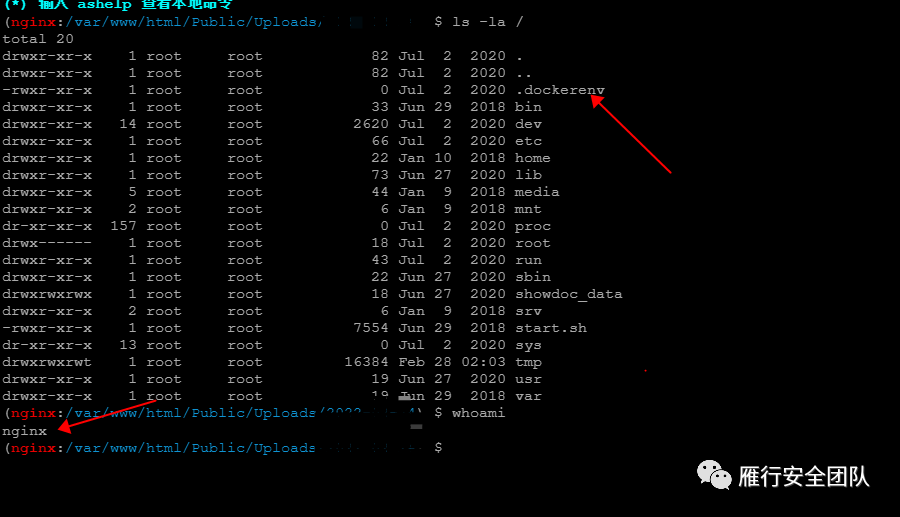 (*) 输入 ashelp 查看本地命令
(nginx:/var/www/html/Public/Uploads/ $ ls -la /
total 20
drwxr-xr-x 1 root root 82 Jul 2 2020 .
drwxr-xr-x 1 root root 82 Jul 2 2020 ..
-rwxr-xr-x 1 root root 0 Jul 2 2020 .dockerenv
drwxr-xr-x 1 root root 33 Jun 29 2018 bin
drwxr-xr-x 14 root root 2620 Jul 2 2020 dev
drwxr-xr-x 1 root root 66 Jul 2 2020 etc
drwxr-xr-x 1 root root 22 Jan 10 2018 home
drwxr-xr-x 1 root root 73 Jun 27 2020 lib
drwxr-xr-x 5 root root 44 Jan 9 2018 media
drwxr-xr-x 2 root root 6 Jan 9 2018 mnt
dr-xr-xr-x 157 root root 0 Jul 2 2020 proc
drwx------ 1 root root 18 Jul 2 2020 root
drwxr-xr-x 1 root root 43 Jul 2 2020 run
drwxr-xr-x 1 root root 22 Jun 27 2020 sbin
drwxrwxrwx 1 root root 18 Jun 27 2020 showdoc_data
drwxr-xr-x 2 root root 6 Jan 9 2018 srv
-rwxr-xr-x 1 root root 7554 Jun 29 2018 start.sh
dr-xr-xr-x 13 root root 0 Jul 2 2020 sys
drwxrwxrwt 1 root root 16384 Feb 28 02:03 tmp
drwxr-xr-x 1 root root 19 Jun 27 2020 usr
drwxr-xr-x 1 root root 19 Jun 29 2018 var
(nginx:/var/www/html/Public/Uploads/ $ whoami
nginx
(nginx:/var/www/html/Public/Uploads $
雁行安全团队